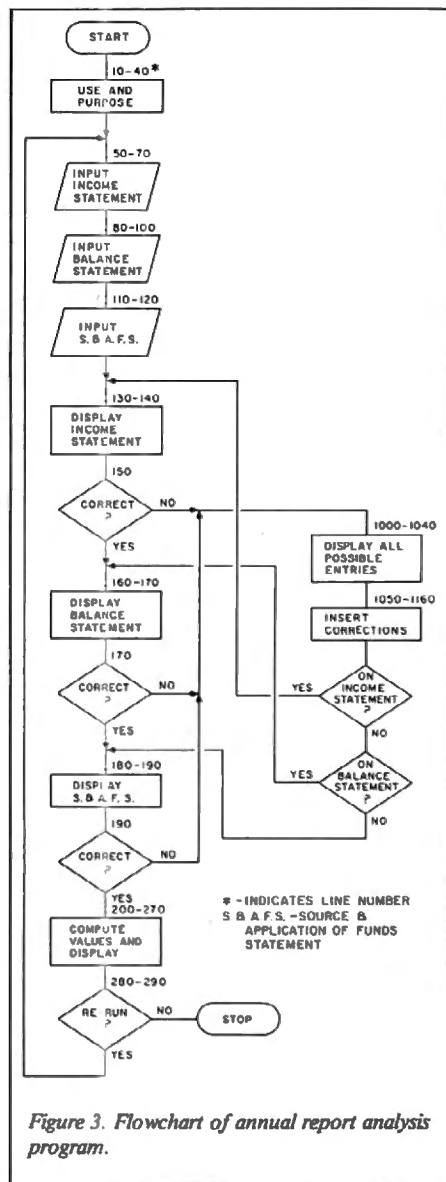 START
10-40*
USE AND
PURPOSE
50-70
INPUT
INCOME
STATEMENT
80-100
INPUT
BALANCE
STATEMENT
110-120
INPUT
S. B A. F. S.
130-140
DISPLAY
INCOME
STATEMENT
150
CORRECT
?
NO
YES
160-170
DISPLAY
BALANCE
STATEMENT
170
CORRECT
?
NO
YES
180-190
DISPLAY
S. B A. F. S.
190
CORRECT
?
NO
YES
200-270
COMPUTE
VALUES AND
DISPLAY
280-290
RE-RUN
?
NO
YES
STOP
1000-1040
DISPLAY ALL
POSSIBLE
ENTRIES
1050-1160
INSERT
CORRECTIONS
ON
INCOME
STATEMENT
?
YES
NO
ON
BALANCE
STATEMENT
?
YES
NO
* - INDICATES LINE NUMBER
S B A F. S. - SOURCE &
APPLICATION OF FUNDS
STATEMENT
Figure 3. Flowchart of annual report analysis
program.